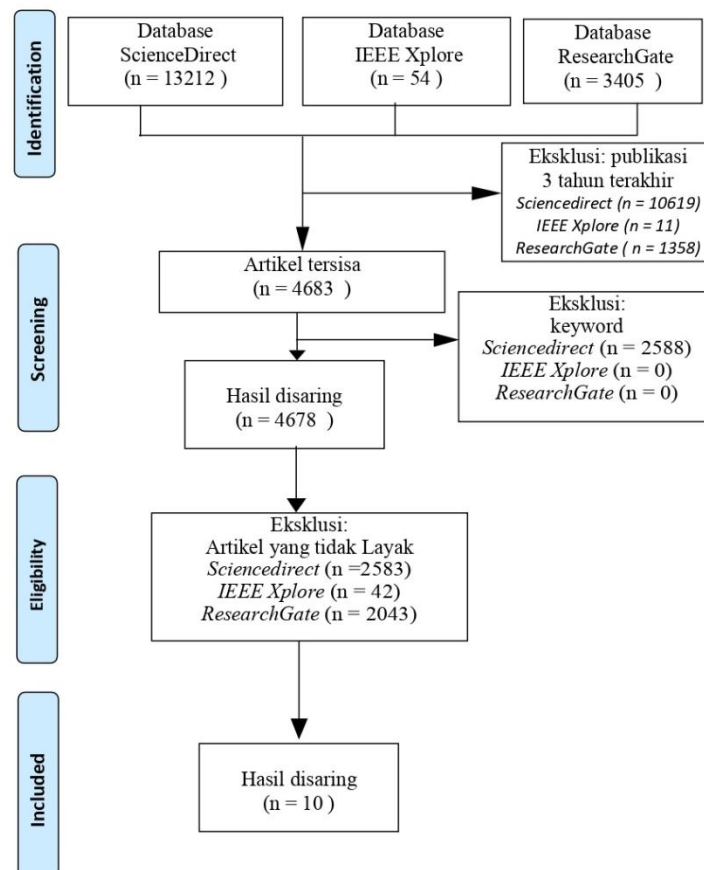 Identification
Database
ScienceDirect
(n = 13212 )
Database
IEEE Xplore
(n = 54 )
Database
ResearchGate
(n = 3405 )
Eksklusi: publikasi
3 tahun terakhir
Sciencedirect (n = 10619)
IEEE Xplore (n = 11)
ResearchGate ( n = 1358)
Screening
Artikel tersisa
(n = 4683 )
Eksklusi:
keyword
Sciencedirect (n = 2588)
IEEE Xplore (n = 0)
ResearchGate (n = 0)
Hasil disaring
(n = 4678 )
Eligibility
Eksklusi:
Artikel yang tidak Layak
Sciencedirect (n =2583)
IEEE Xplore (n = 42)
ResearchGate (n = 2043)
Included
Hasil disaring
(n = 10 )